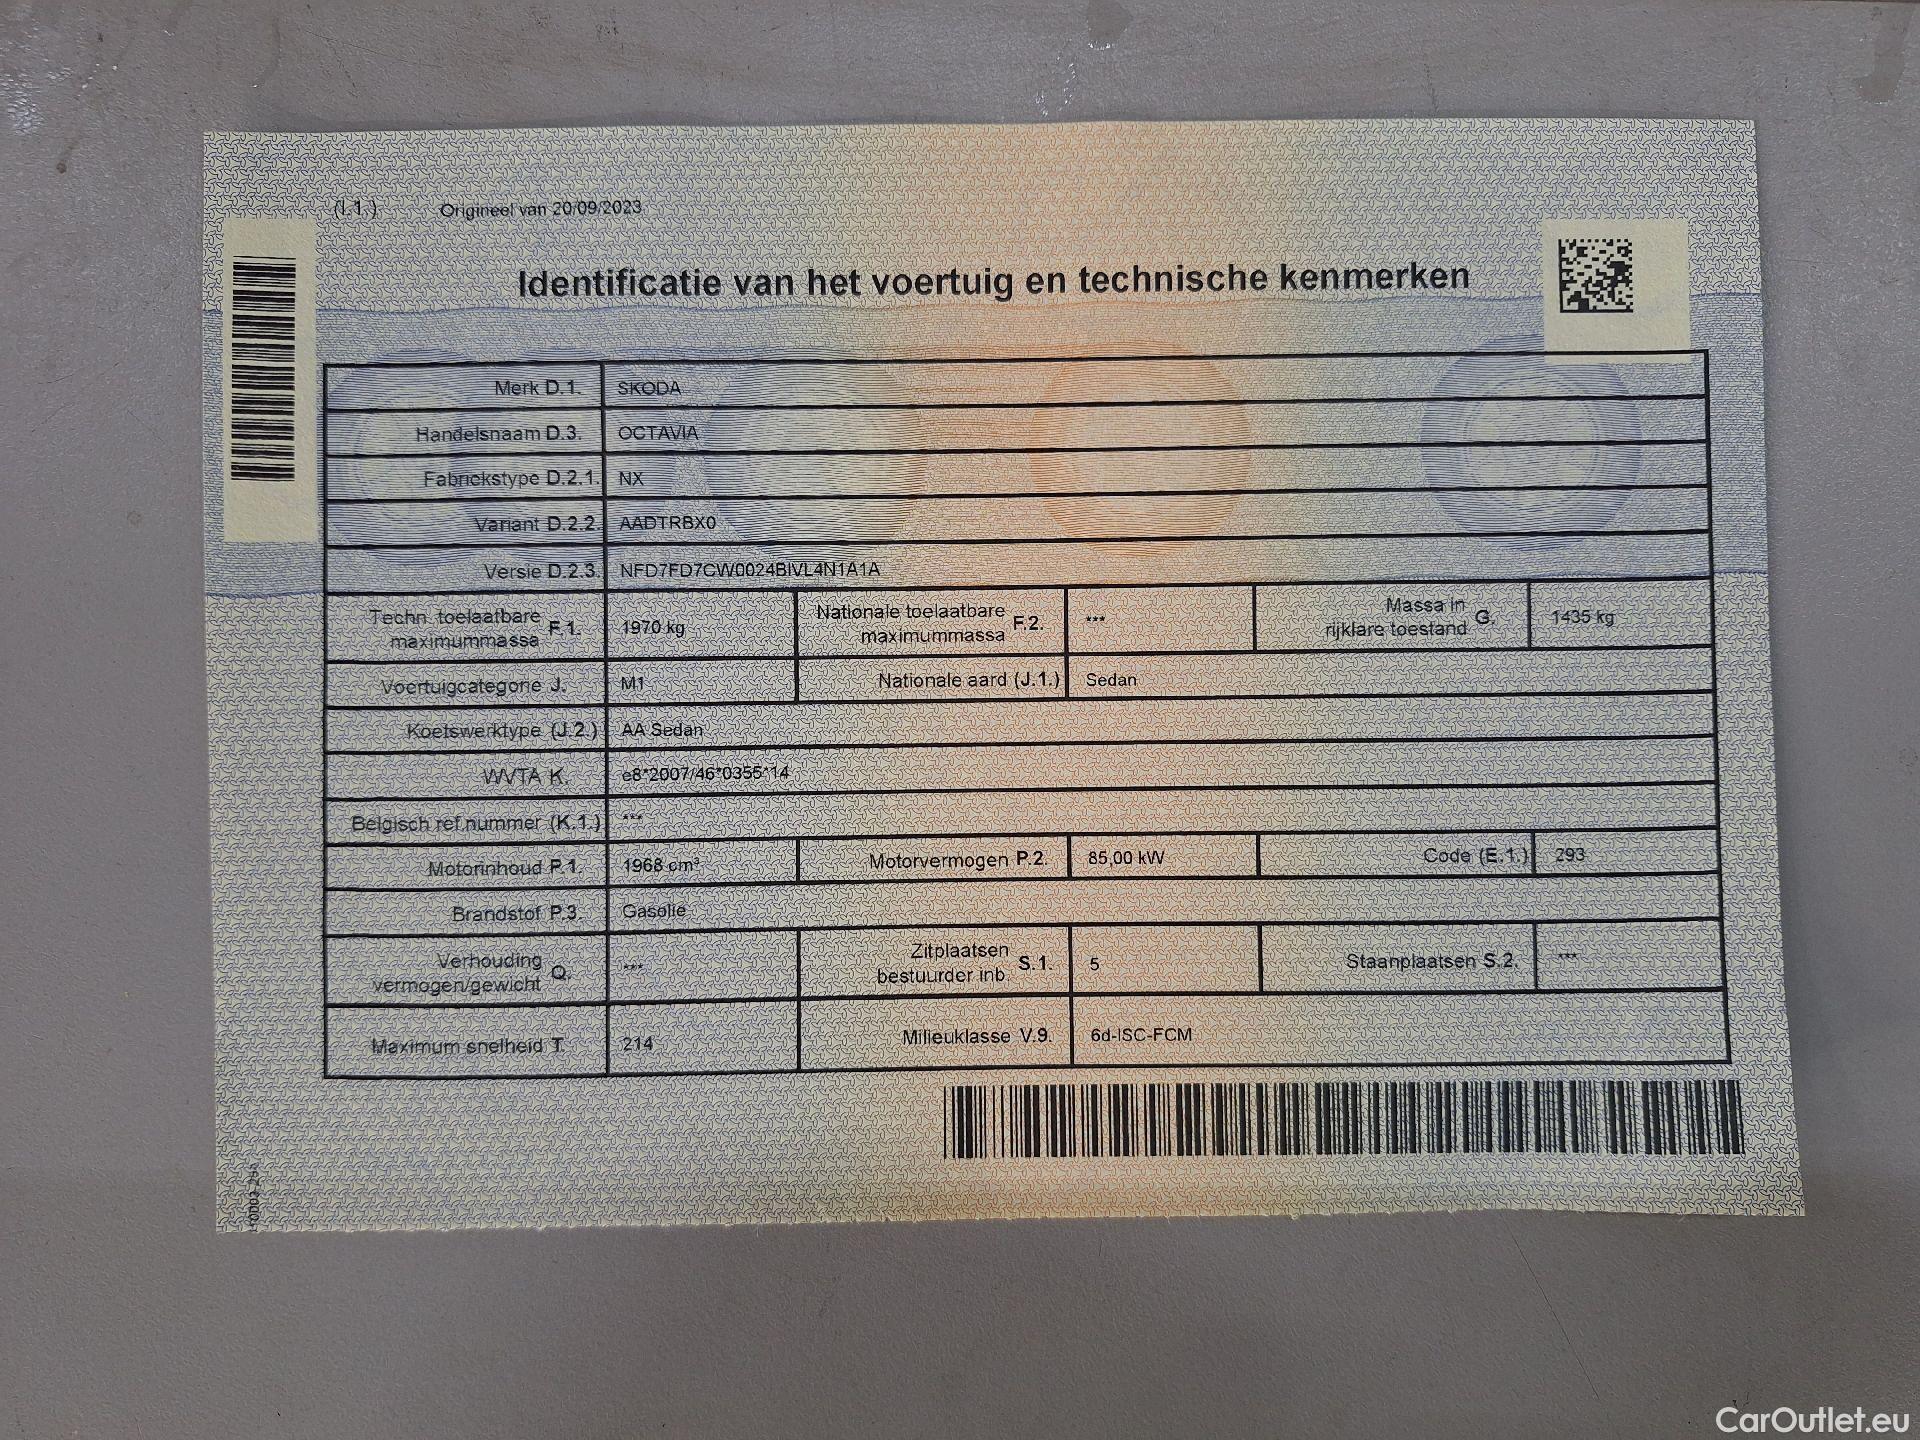 (I.1.) Origineel van 20/09/2023
Identificatie van het voertuig en technische kenmerken
Merk D.1. SKODA
Handelsnaam D.3. OCTAVIA
Fabriekstype D.2.1. NX
Variant D.2.2. AADTRBX0
Versie D.2.3. NFD7FD7CW0024BIVL4N1A1A
Techn. toelaatbare maximummassa F.1. 1970 kg Nationale toelaatbare maximummassa F.2. *** Massa in rijklare toestand G. 1435 kg
Voertuigcategorie J. M1 Nationale aard (J.1.) Sedan
Koetswerktype (J.2.) AA Sedan
WVTA K. e8*2007/46*0355*14
Belgisch ref.nummer (K.1.) ***
Motorinhoud P.1. 1968 cm³ Motorvermogen P.2. 85,00 kW Code (E.1.) 293
Brandstof P.3. Gasolie
Verhouding vermogen/gewicht Q. *** Zitplaatsen bestuurder inb. S.1. 5 Staanplaatsen S.2. ***
Maximum snelheid T. 214 Milieuklasse V.9. 6d-ISC-FCM
CarOutlet.eu